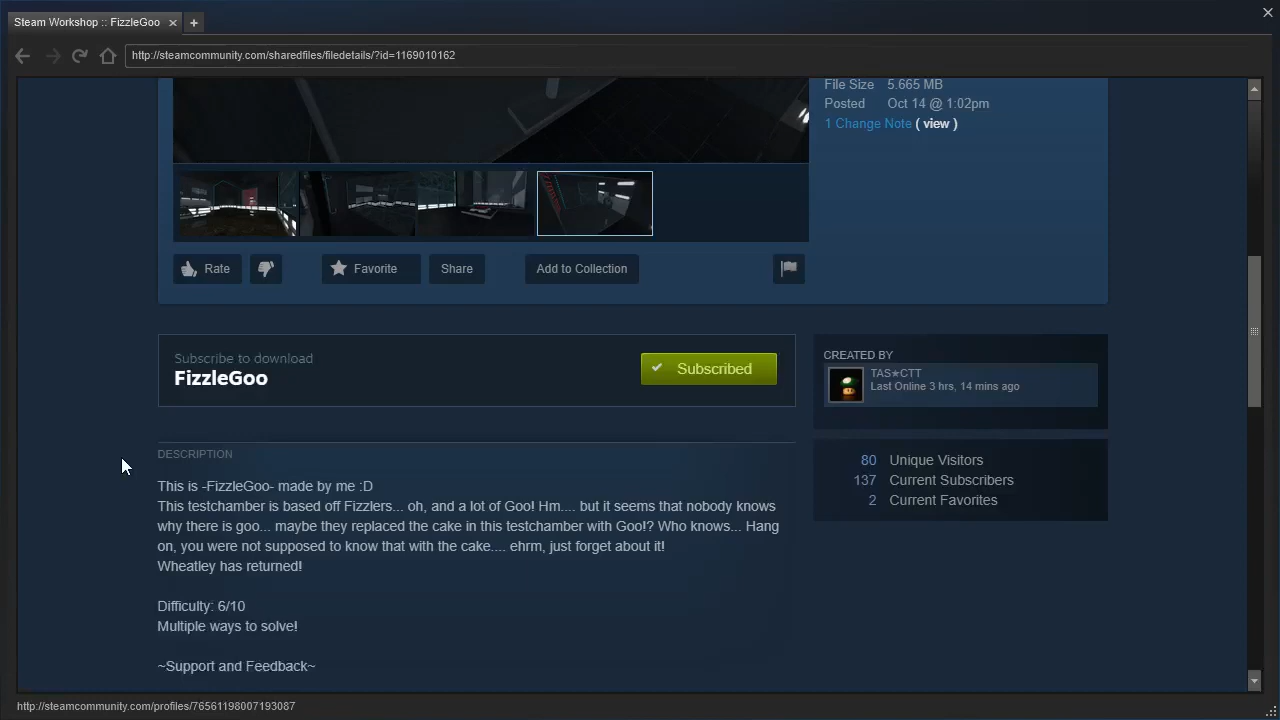 Steam Workshop :: FizzleGoo
http://steamcommunity.com/sharedfiles/filedetails/?id=1169010162
File Size 5.665 MB
Posted Oct 14 @ 1:02pm
1 Change Note ( view )
Rate
Favorite
Share
Add to Collection
Subscribe to download
FizzleGoo
Subscribed
CREATED BY
TAS★CTT
Last Online 3 hrs, 14 mins ago
80 Unique Visitors
137 Current Subscribers
2 Current Favorites
DESCRIPTION
This is -FizzleGoo- made by me :D
This testchamber is based off Fizzlers... oh, and a lot of Goo! Hm.... but it seems that nobody knows
why there is goo... maybe they replaced the cake in this testchamber with Goo!? Who knows... Hang
on, you were not supposed to know that with the cake.... ehrm, just forget about it!
Wheatley has returned!
Difficulty: 6/10
Multiple ways to solve!
~Support and Feedback~
http://steamcommunity.com/profiles/76561198007193087